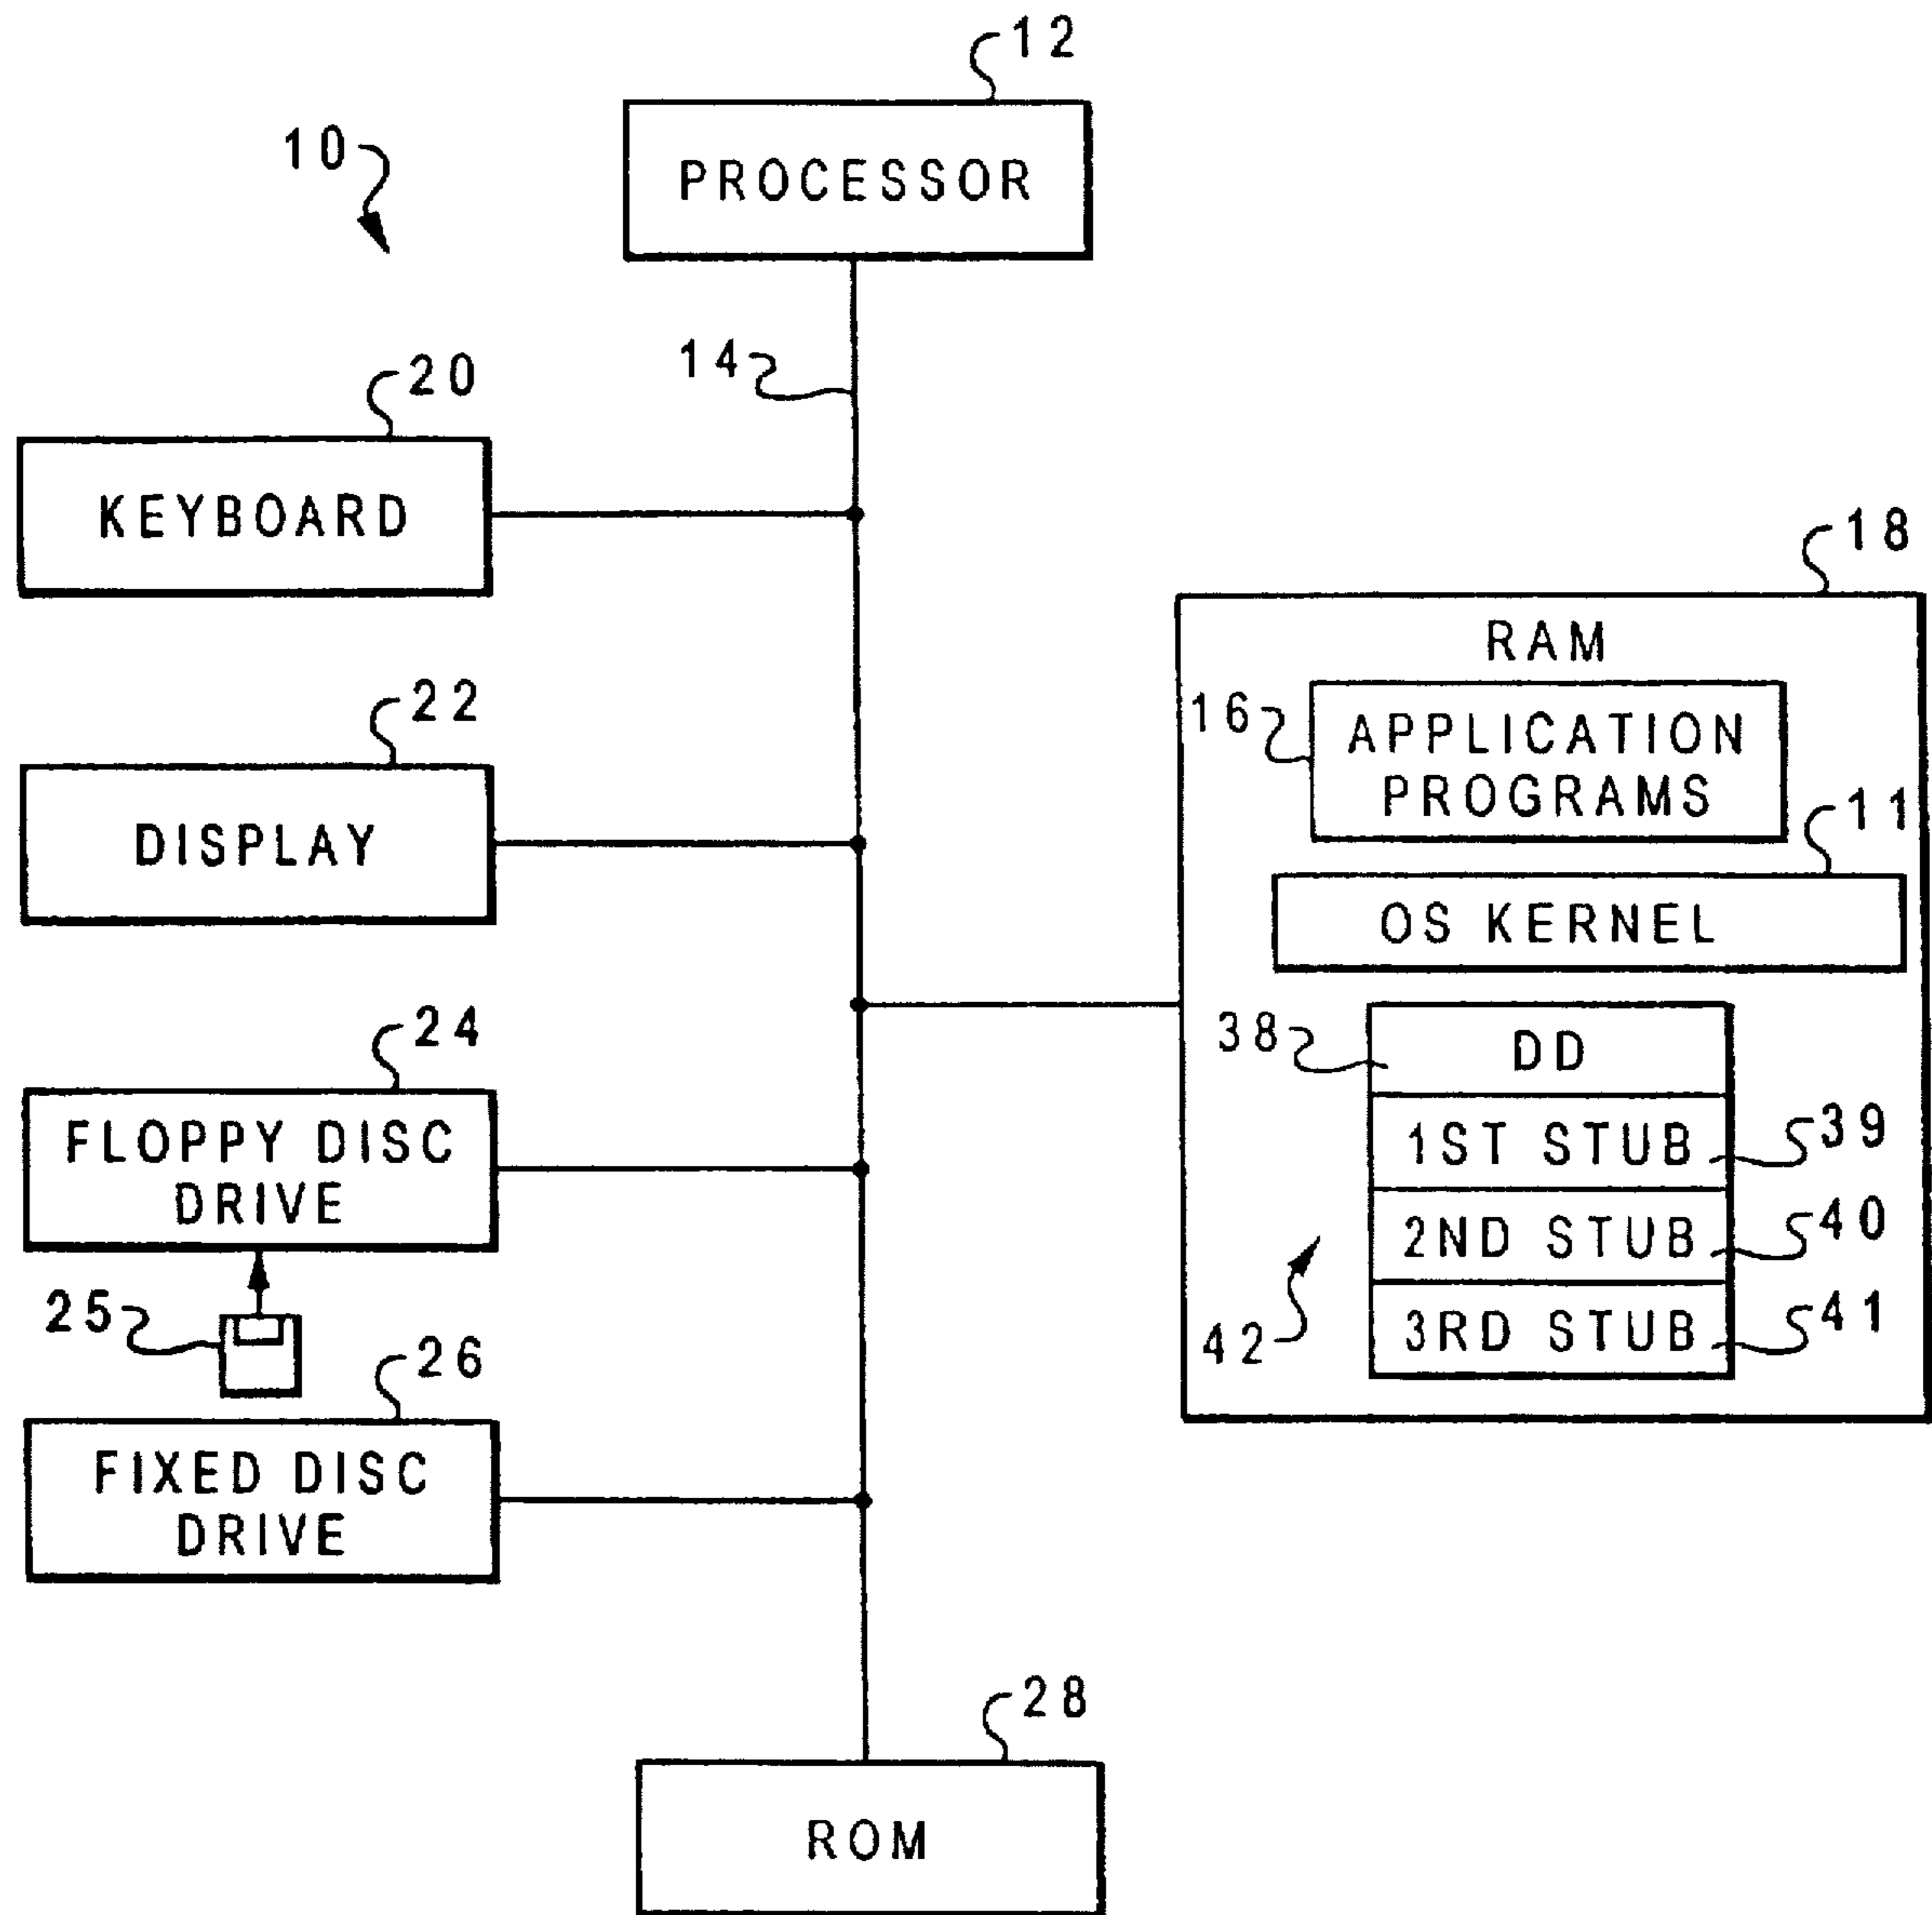 12
10
PROCESSOR
14
20
KEYBOARD
18
RAM
22
16
APPLICATION
PROGRAMS
11
DISPLAY
OS KERNEL
24
38
DD
FLOPPY DISC
DRIVE
1ST STUB
39
2ND STUB
40
25
42
3RD STUB
41
26
FIXED DISC
DRIVE
28
ROM